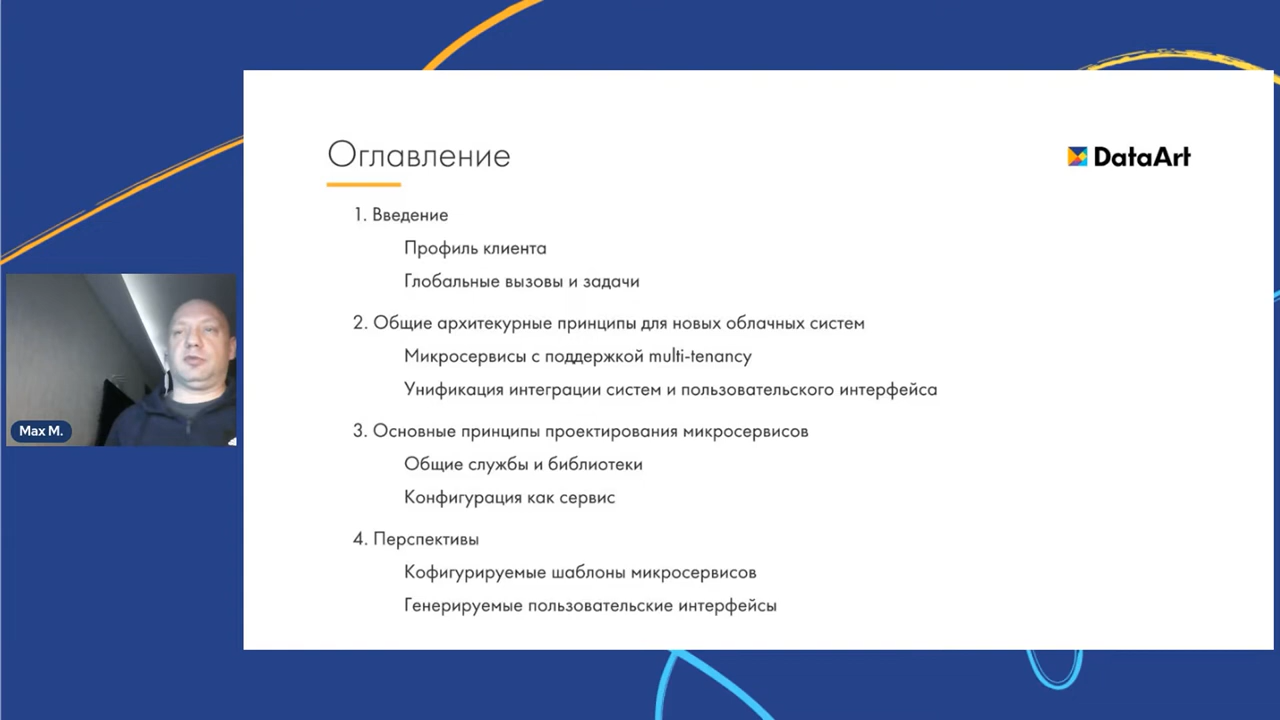 Оглавление
DataArt
1. Введение
Профиль клиента
Глобальные вызовы и задачи
2. Общие архитекурные принципы для новых облачных систем
Микросервисы с поддержкой multi-tenancy
Унификация интеграции систем и пользовательского интерфейса
3. Основные принципы проектирования микросервисов
Общие службы и библиотеки
Конфигурация как сервис
4. Перспективы
Кофигурируемые шаблоны микросервисов
Генерируемые пользовательские интерфейсы
Max M.